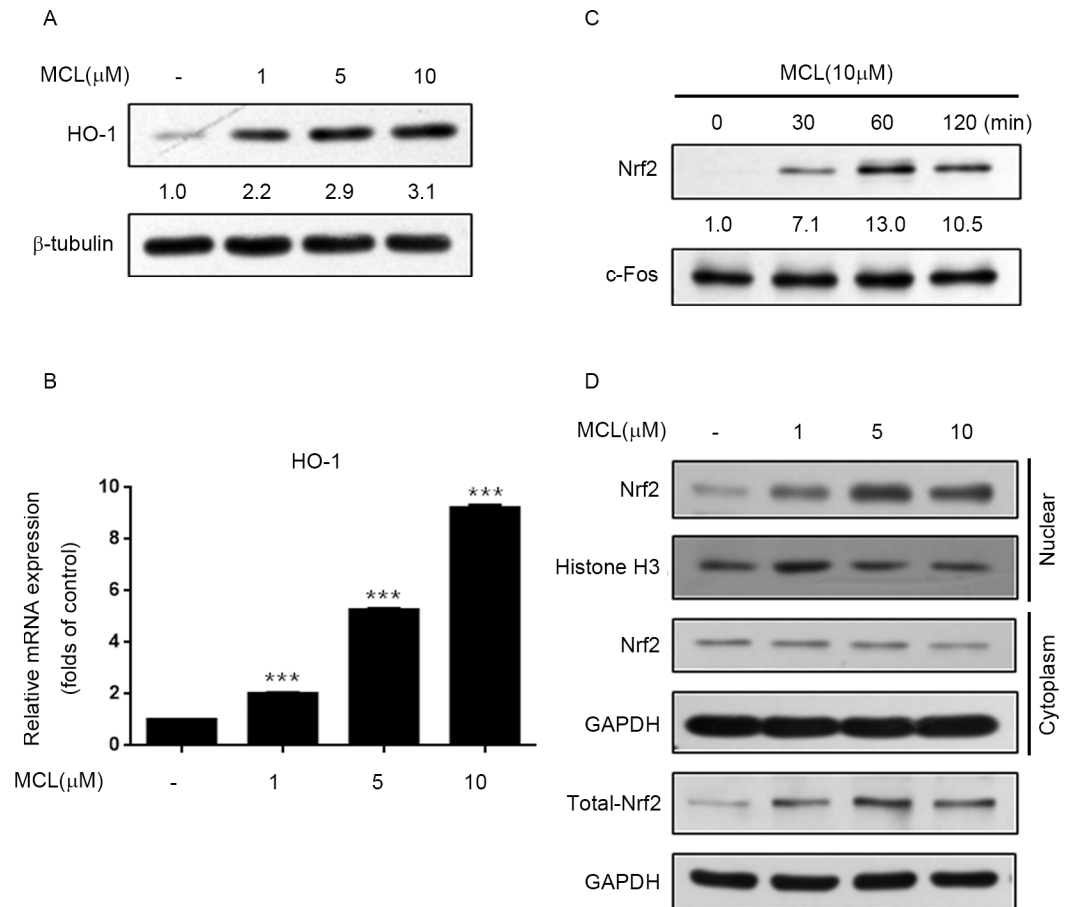 A
MCL(μM) - 1 5 10
HO-1
1.0 2.2 2.9 3.1
β-tubulin
B
HO-1
Relative mRNA expression
(folds of control)
10
8
6
4
2
0
***
***
***
MCL(μM) - 1 5 10
C
MCL(10μM)
0 30 60 120 (min)
Nrf2
1.0 7.1 13.0 10.5
c-Fos
D
MCL(μM) - 1 5 10
Nrf2
Histone H3
Nuclear
Nrf2
GAPDH
Cytoplasm
Total-Nrf2
GAPDH